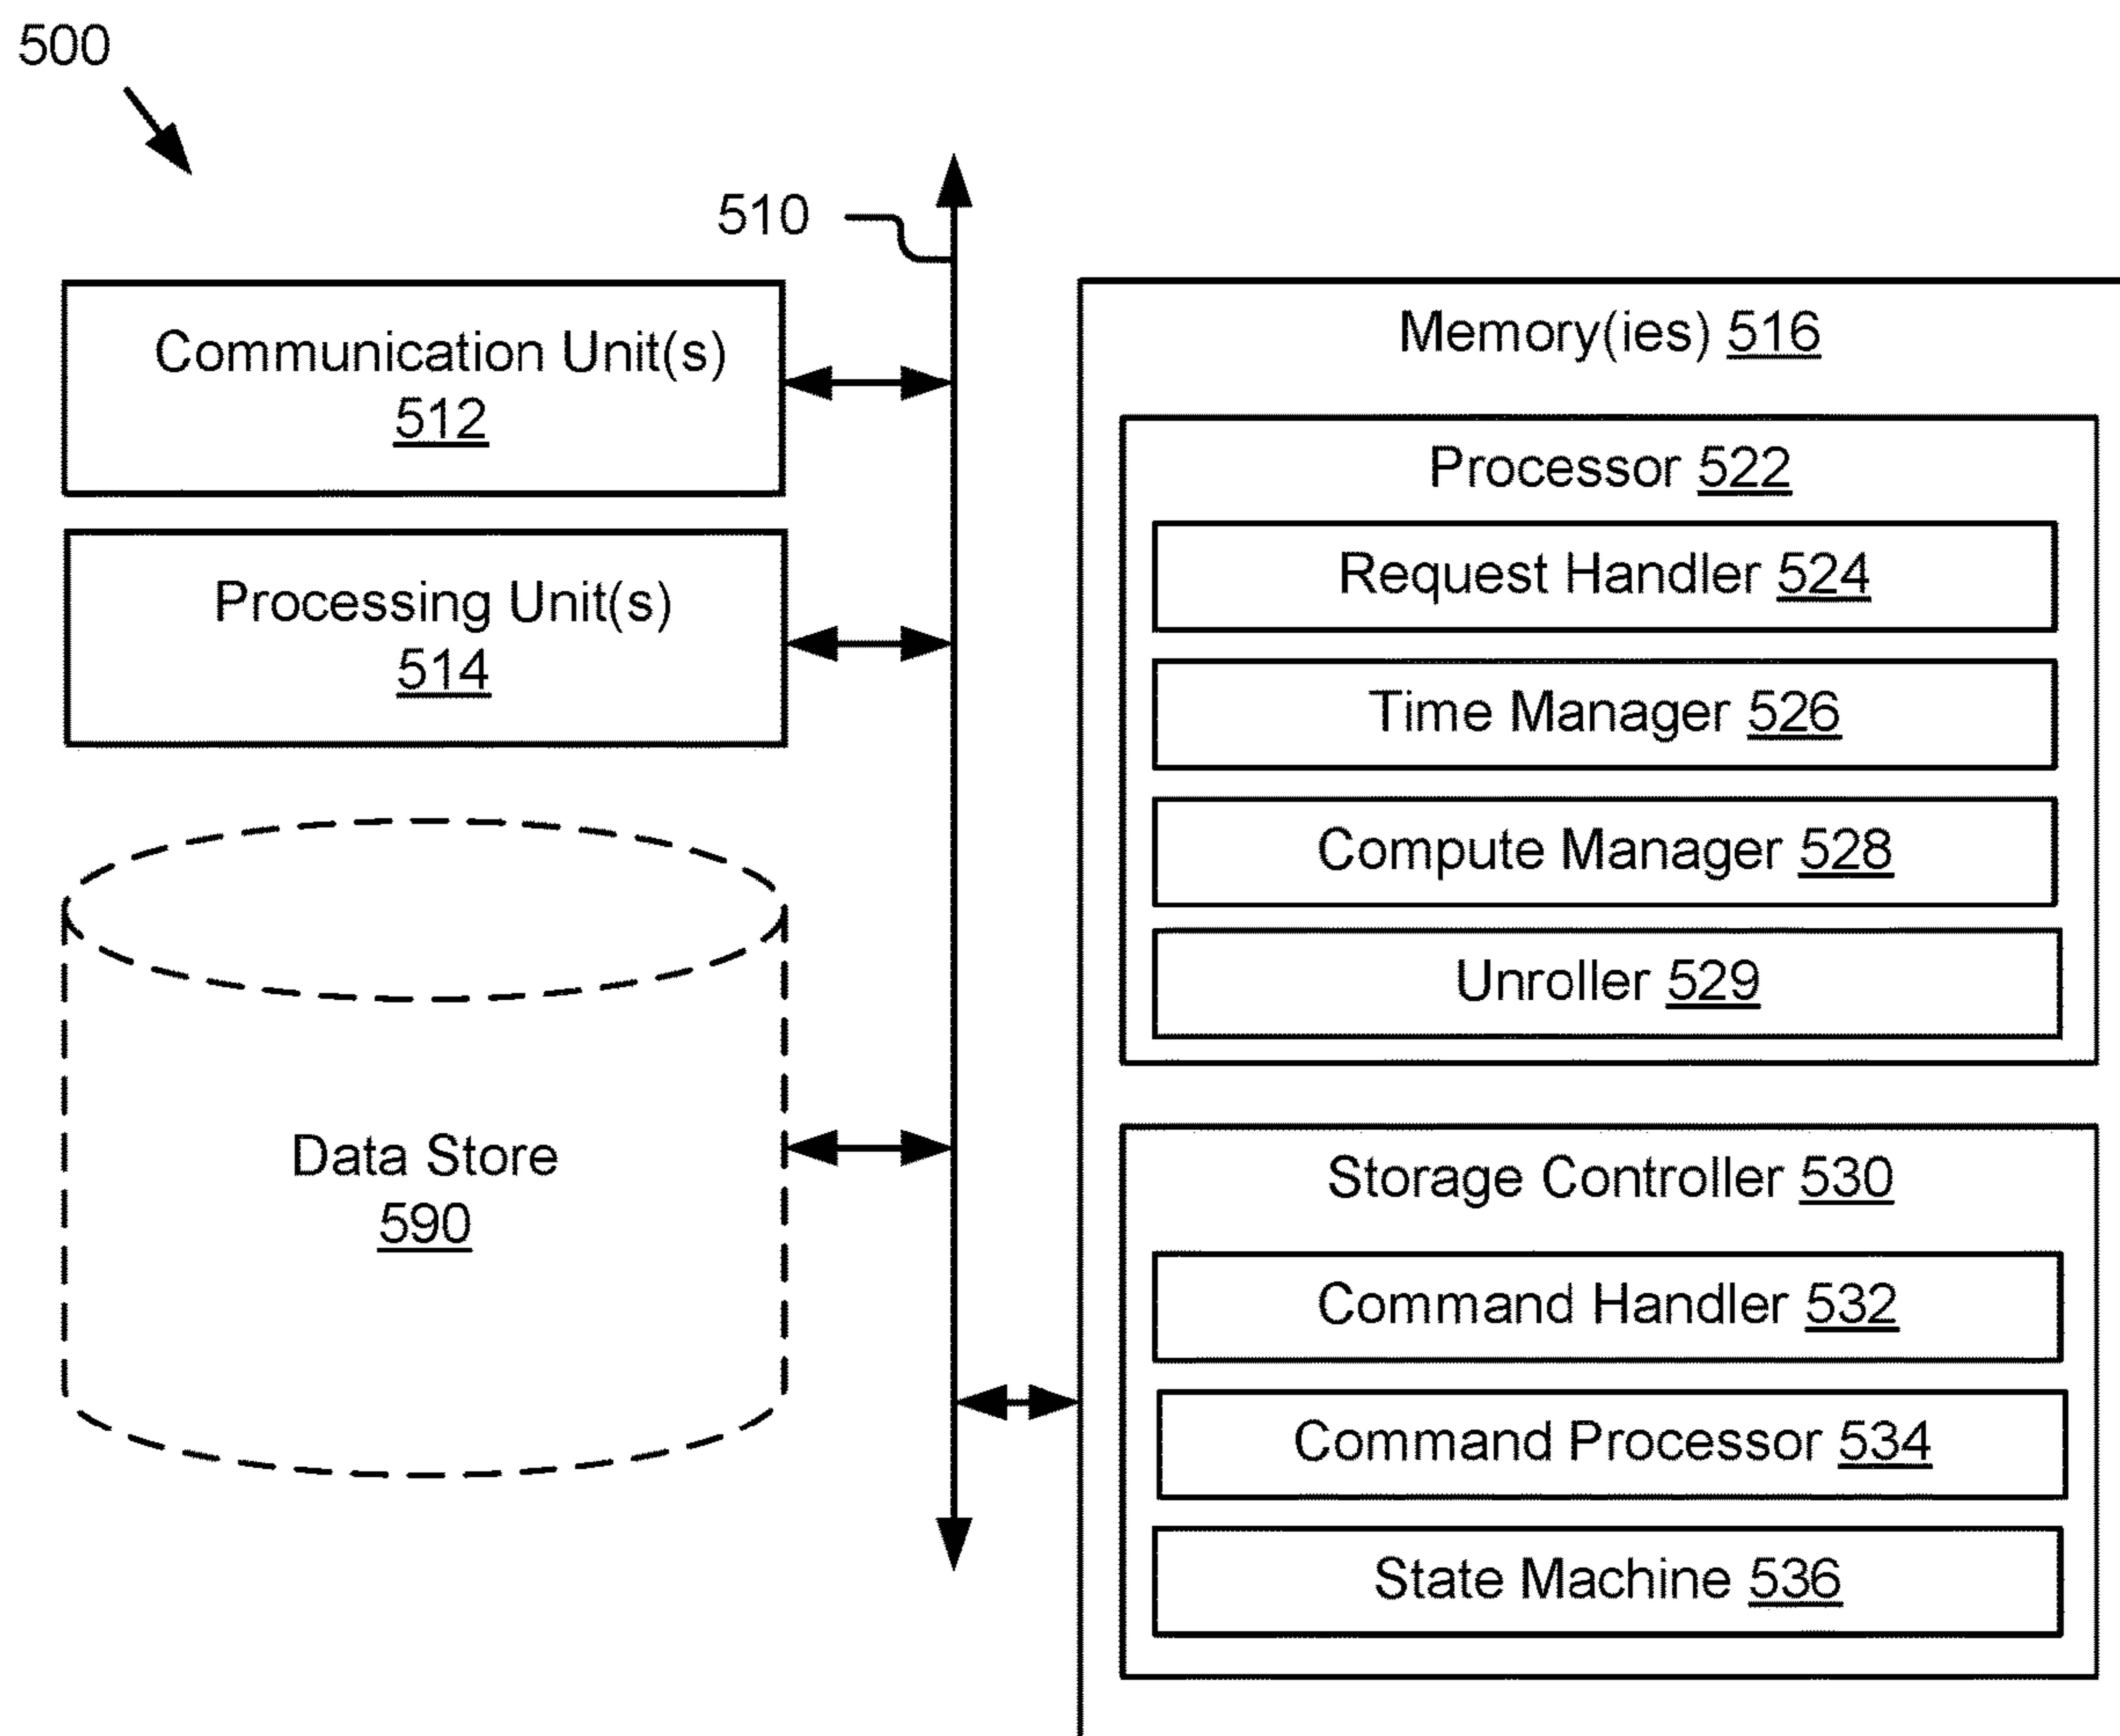 500
510
Communication Unit(s)
512
Processing Unit(s)
514
Data Store
590
Memory(ies) 516
Processor 522
Request Handler 524
Time Manager 526
Compute Manager 528
Unroller 529
Storage Controller 530
Command Handler 532
Command Processor 534
State Machine 536